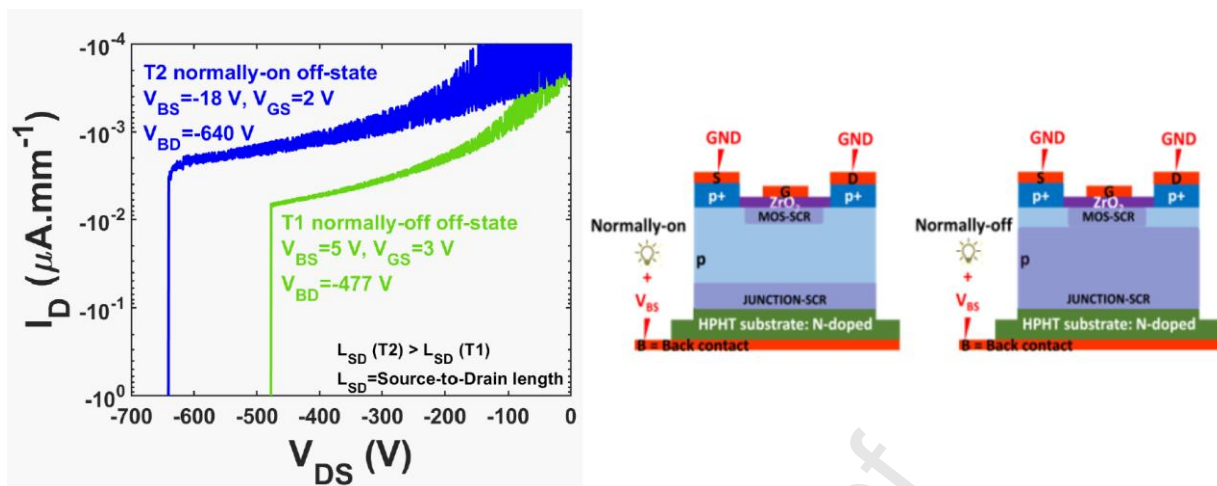 -10⁻⁴
-10⁻³
-10⁻²
-10⁻¹
-10⁰
I_D (μA.mm⁻¹)
T2 normally-on off-state
V_BS=-18 V, V_GS=2 V
V_BD=-640 V
T1 normally-off off-state
V_BS=5 V, V_GS=3 V
V_BD=-477 V
L_SD (T2) > L_SD (T1)
L_SD=Source-to-Drain length
-700 -600 -500 -400 -300 -200 -100 0
V_DS (V)
GND GND
S G D
p+ ZrO₂ p+
MOS-SCR
Normally-on
+
V_BS
p
JUNCTION-SCR
HPHT substrate: N-doped
B = Back contact
GND GND
S G D
p+ ZrO₂ p+
MOS-SCR
Normally-off
+
V_BS
p
JUNCTION-SCR
HPHT substrate: N-doped
B = Back contact